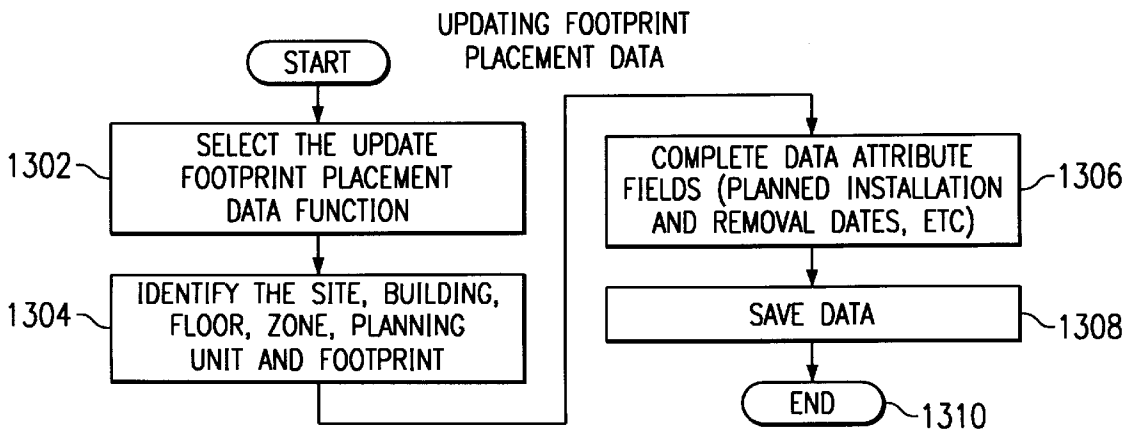 UPDATING FOOTPRINT
PLACEMENT DATA
START
1302
SELECT THE UPDATE
FOOTPRINT PLACEMENT
DATA FUNCTION
1304
IDENTIFY THE SITE, BUILDING,
FLOOR, ZONE, PLANNING
UNIT AND FOOTPRINT
COMPLETE DATA ATTRIBUTE
FIELDS (PLANNED INSTALLATION
AND REMOVAL DATES, ETC)
1306
SAVE DATA
1308
END
1310